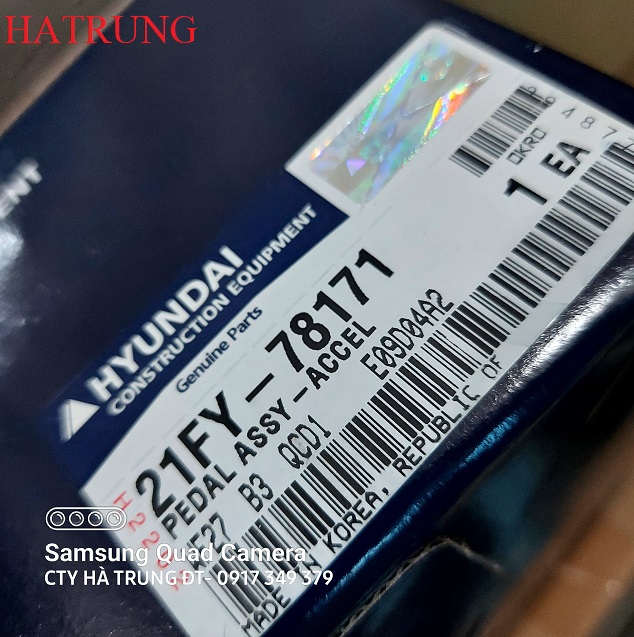 HATRUNG
HYUNDAI
CONSTRUCTION EQUIPMENT
Genuine Parts
21FY-78171
PEDAL ASSY-ACCEL
B3 QCD1 E09D04A2
MADE KOREA, REPUBLIC OF
□KR□
1 EA
Samsung Quad Camera
CTY HÀ TRUNG ĐT- 0917 349 379